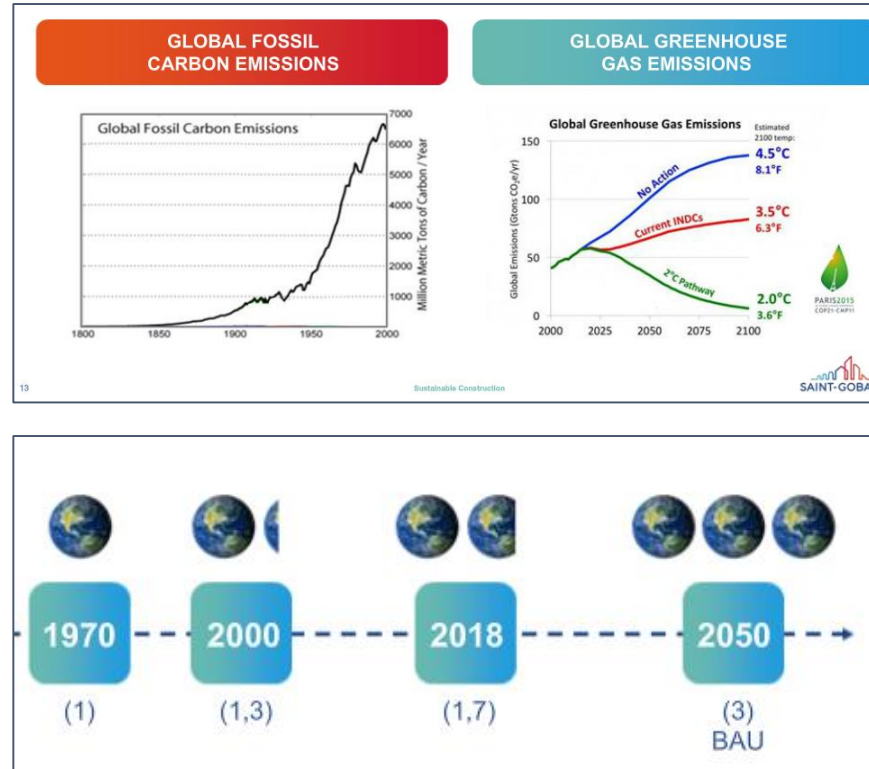 GLOBAL FOSSIL
CARBON EMISSIONS
GLOBAL GREENHOUSE
GAS EMISSIONS
Global Fossil Carbon Emissions
7000
6000
5000
4000
3000
2000
1000
Million Metric Tons of Carbon / Year
1800
1850
1900
1950
2000
Global Greenhouse Gas Emissions
Estimated
2100 temp:
Global Emissions (Gtons CO₂e/yr)
150
100
50
0
No Action
Current INDCs
2°C Pathway
4.5°C
8.1°F
3.5°C
6.3°F
2.0°C
3.6°F
2000
2025
2050
2075
2100
PARIS2015
COP21·CMP11
13
Sustainable Construction
SAINT-GOBA
1970
2000
2018
2050
(1)
(1,3)
(1,7)
(3)
BAU